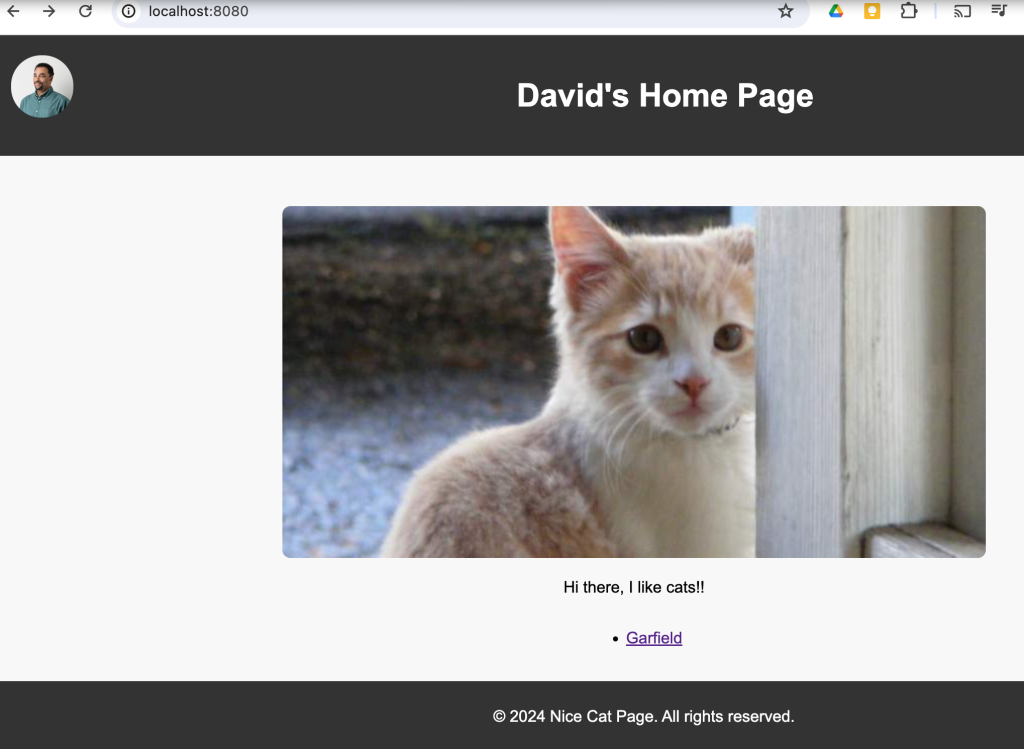 localhost:8080
David's Home Page
Hi there, I like cats!!
• Garfield
© 2024 Nice Cat Page. All rights reserved.